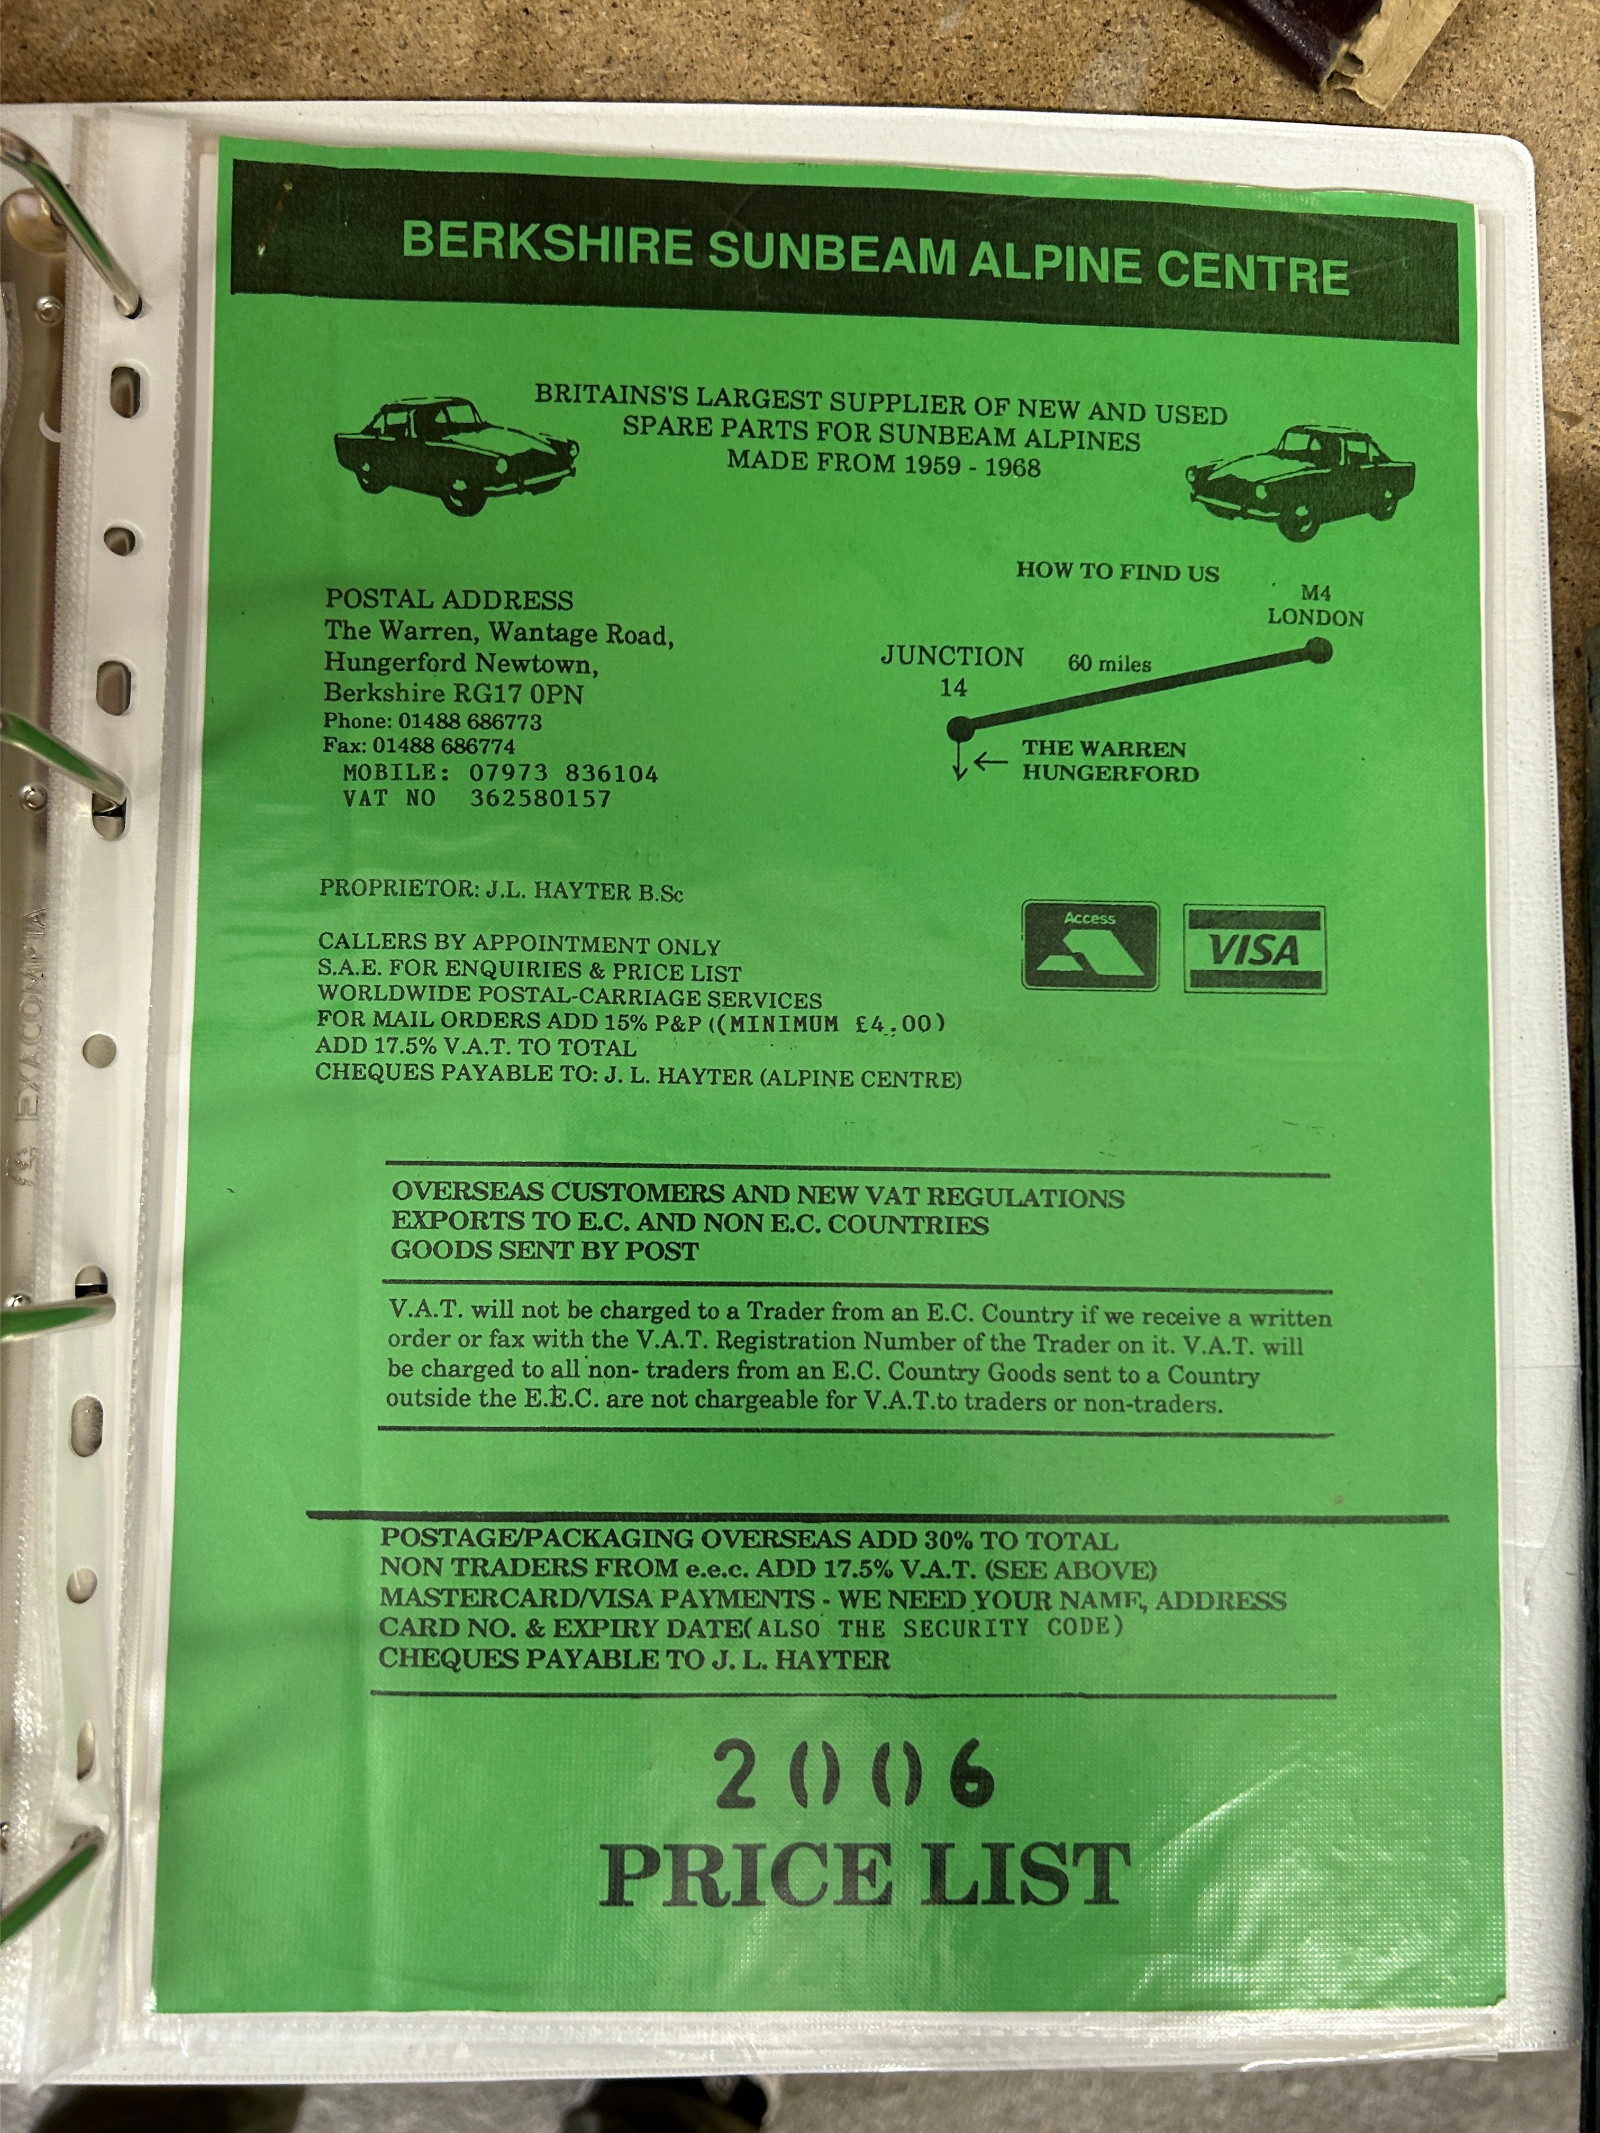 BERKSHIRE SUNBEAM ALPINE CENTRE
BRITAINS'S LARGEST SUPPLIER OF NEW AND USED
SPARE PARTS FOR SUNBEAM ALPINES
MADE FROM 1959 - 1968
HOW TO FIND US
M4
LONDON
JUNCTION
14
60 miles
THE WARREN
HUNGERFORD
POSTAL ADDRESS
The Warren, Wantage Road,
Hungerford Newtown,
Berkshire RG17 0PN
Phone: 01488 686773
Fax: 01488 686774
MOBILE: 07973 836104
VAT NO 362580157
PROPRIETOR: J.L. HAYTER B.Sc
Access
VISA
CALLERS BY APPOINTMENT ONLY
S.A.E. FOR ENQUIRIES & PRICE LIST
WORLDWIDE POSTAL-CARRIAGE SERVICES
FOR MAIL ORDERS ADD 15% P&P ((MINIMUM £4.00)
ADD 17.5% V.A.T. TO TOTAL
CHEQUES PAYABLE TO: J. L. HAYTER (ALPINE CENTRE)
OVERSEAS CUSTOMERS AND NEW VAT REGULATIONS
EXPORTS TO E.C. AND NON E.C. COUNTRIES
GOODS SENT BY POST
V.A.T. will not be charged to a Trader from an E.C. Country if we receive a written
order or fax with the V.A.T. Registration Number of the Trader on it. V.A.T. will
be charged to all non- traders from an E.C. Country Goods sent to a Country
outside the E.E.C. are not chargeable for V.A.T.to traders or non-traders.
POSTAGE/PACKAGING OVERSEAS ADD 30% TO TOTAL
NON TRADERS FROM e.e.c. ADD 17.5% V.A.T. (SEE ABOVE)
MASTERCARD/VISA PAYMENTS - WE NEED YOUR NAME, ADDRESS
CARD NO. & EXPIRY DATE(ALSO THE SECURITY CODE)
CHEQUES PAYABLE TO J. L. HAYTER
2006
PRICE LIST
EXACOMPTA